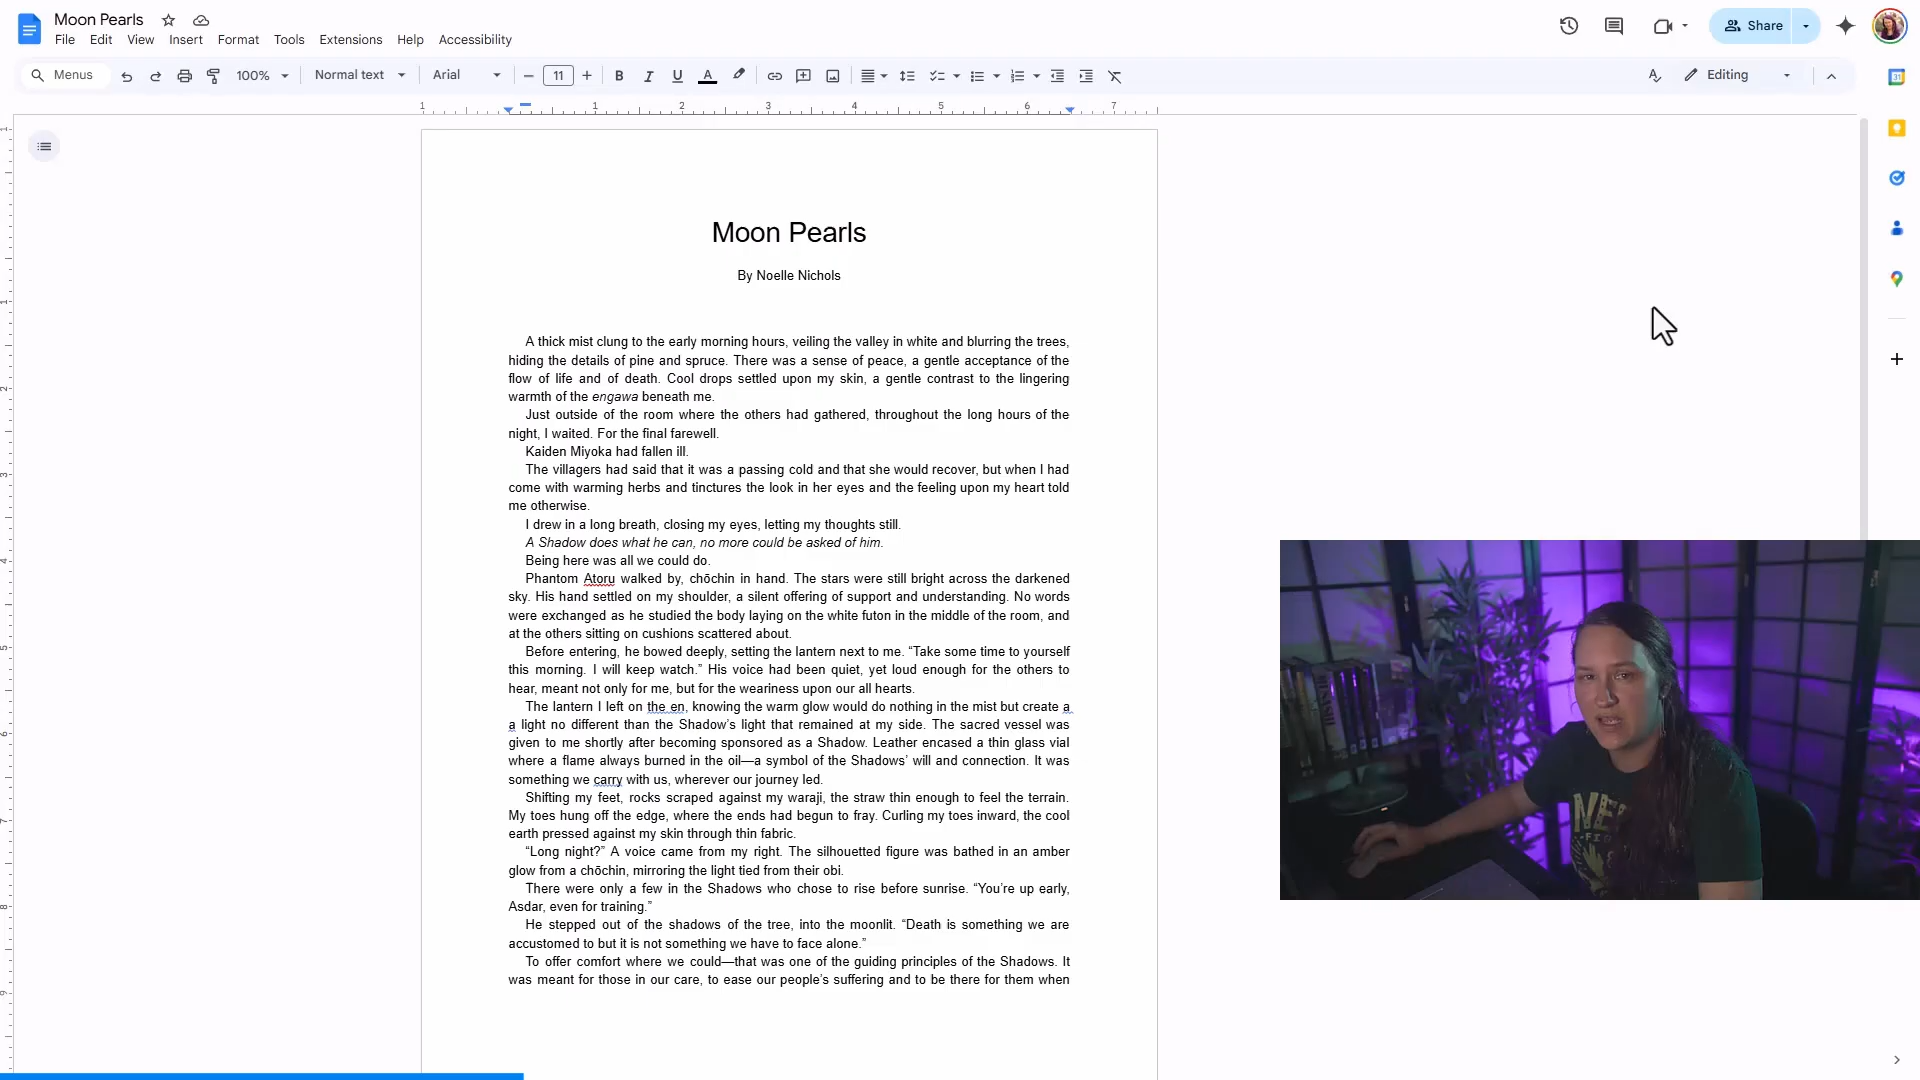 Moon Pearls
File Edit View Insert Format Tools Extensions Help Accessibility
Share
Menus 100% Normal text Arial 11 Editing
1 1 2 3 4 5 6 7
Moon Pearls
By Noelle Nichols
A thick mist clung to the early morning hours, veiling the valley in white and blurring the trees,
hiding the details of pine and spruce. There was a sense of peace, a gentle acceptance of the
flow of life and of death. Cool drops settled upon my skin, a gentle contrast to the lingering
warmth of the engawa beneath me.
Just outside of the room where the others had gathered, throughout the long hours of the
night, I waited. For the final farewell.
Kaiden Miyoka had fallen ill.
The villagers had said that it was a passing cold and that she would recover, but when I had
come with warming herbs and tinctures the look in her eyes and the feeling upon my heart told
me otherwise.
I drew in a long breath, closing my eyes, letting my thoughts still.
A Shadow does what he can, no more could be asked of him.
Being here was all we could do.
Phantom Atoru walked by, chōchin in hand. The stars were still bright across the darkened
sky. His hand settled on my shoulder, a silent offering of support and understanding. No words
were exchanged as he studied the body laying on the white futon in the middle of the room, and
at the others sitting on cushions scattered about.
Before entering, he bowed deeply, setting the lantern next to me. “Take some time to yourself
this morning. I will keep watch.” His voice had been quiet, yet loud enough for the others to
hear, meant not only for me, but for the weariness upon our all hearts.
The lantern I left on the en, knowing the warm glow would do nothing in the mist but create a
a light no different than the Shadow’s light that remained at my side. The sacred vessel was
given to me shortly after becoming sponsored as a Shadow. Leather encased a thin glass vial
where a flame always burned in the oil—a symbol of the Shadows’ will and connection. It was
something we carry with us, wherever our journey led.
Shifting my feet, rocks scraped against my waraji, the straw thin enough to feel the terrain.
My toes hung off the edge, where the ends had begun to fray. Curling my toes inward, the cool
earth pressed against my skin through thin fabric.
“Long night?” A voice came from my right. The silhouetted figure was bathed in an amber
glow from a chōchin, mirroring the light tied from their obi.
There were only a few in the Shadows who chose to rise before sunrise. “You’re up early,
Asdar, even for training.”
He stepped out of the shadows of the tree, into the moonlit. “Death is something we are
accustomed to but it is not something we have to face alone.”
To offer comfort where we could—that was one of the guiding principles of the Shadows. It
was meant for those in our care, to ease our people’s suffering and to be there for them when